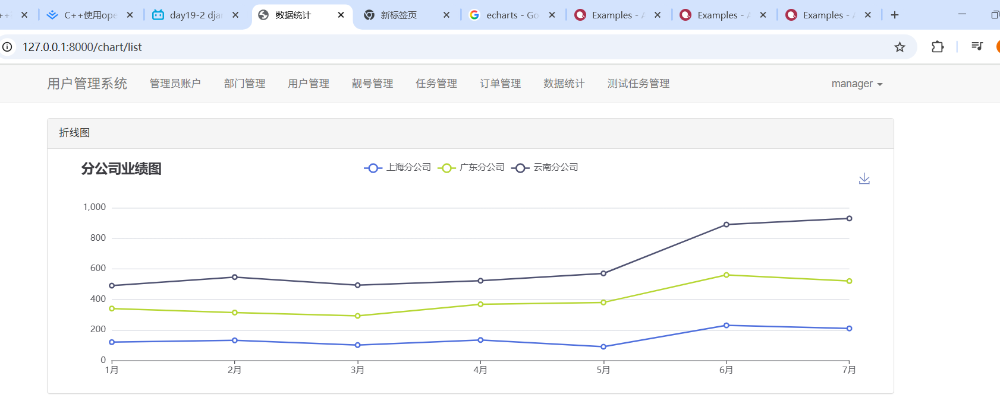 C++使用ope day19-2 djan 数据统计 新标签页 echarts - Go Examples - A Examples - A Examples - A
127.0.0.1:8000/chart/list
用户管理系统 管理员账户 部门管理 用户管理 靓号管理 任务管理 订单管理 数据统计 测试任务管理 manager
折线图
分公司业绩图 上海分公司 广东分公司 云南分公司
1,000
800
600
400
200
0
1月 2月 3月 4月 5月 6月 7月